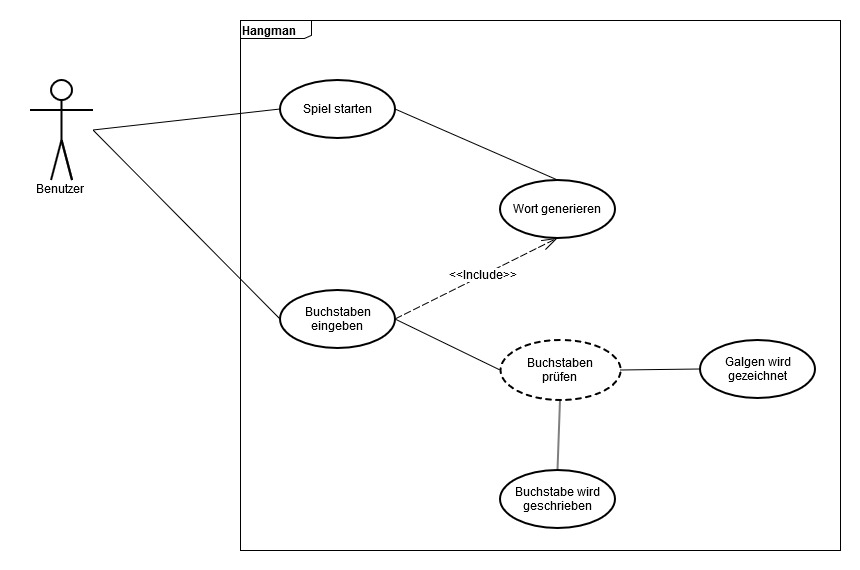 Hangman
Spiel starten
Benutzer
Wort generieren
<<Include>>
Buchstaben
eingeben
Buchstaben
prüfen
Galgen wird
gezeichnet
Buchstabe wird
geschrieben